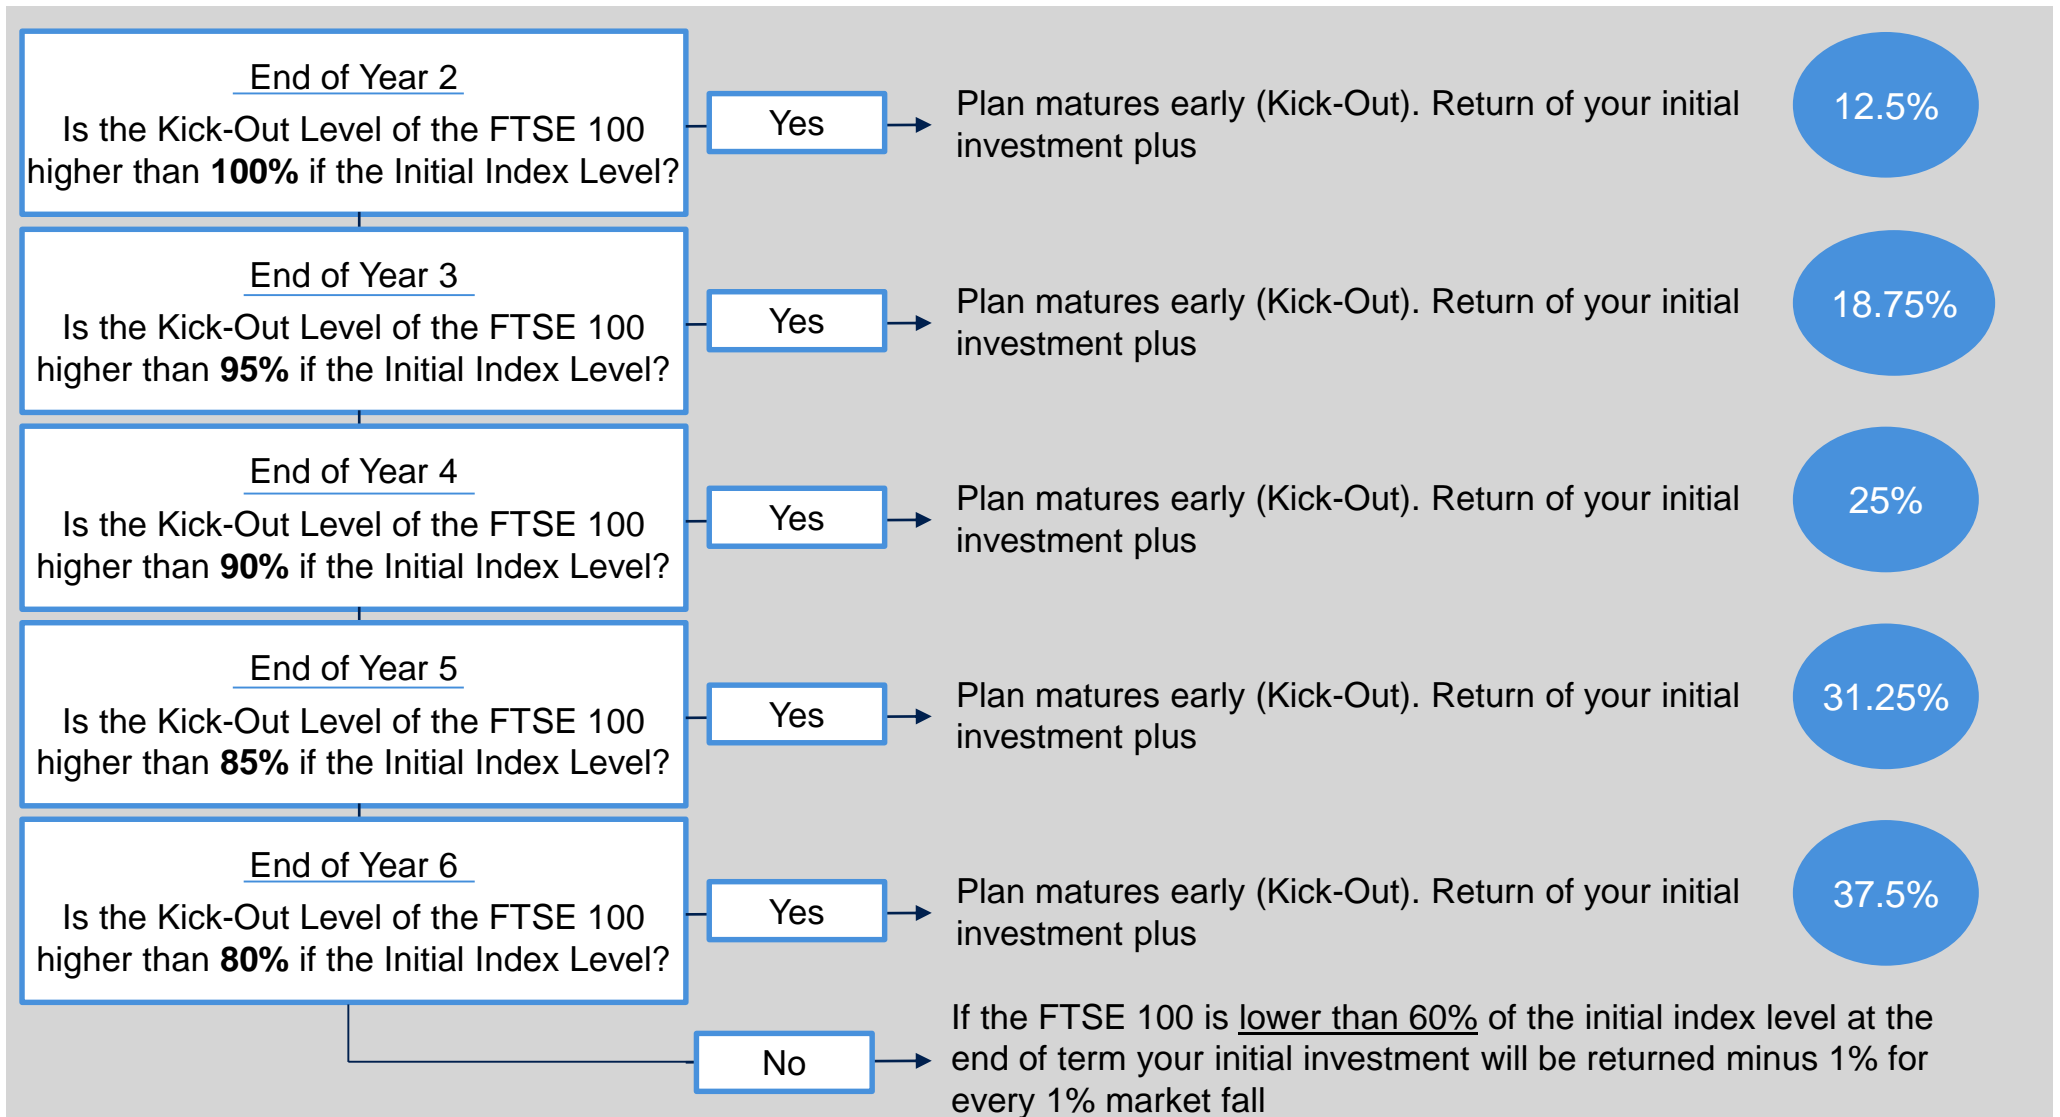 End of Year 2
Is the Kick-Out Level of the FTSE 100
higher than 100% if the Initial Index Level?
Yes
Plan matures early (Kick-Out). Return of your initial
investment plus
12.5%
End of Year 3
Is the Kick-Out Level of the FTSE 100
higher than 95% if the Initial Index Level?
Yes
Plan matures early (Kick-Out). Return of your initial
investment plus
18.75%
End of Year 4
Is the Kick-Out Level of the FTSE 100
higher than 90% if the Initial Index Level?
Yes
Plan matures early (Kick-Out). Return of your initial
investment plus
25%
End of Year 5
Is the Kick-Out Level of the FTSE 100
higher than 85% if the Initial Index Level?
Yes
Plan matures early (Kick-Out). Return of your initial
investment plus
31.25%
End of Year 6
Is the Kick-Out Level of the FTSE 100
higher than 80% if the Initial Index Level?
Yes
Plan matures early (Kick-Out). Return of your initial
investment plus
37.5%
No
If the FTSE 100 is lower than 60% of the initial index level at the
end of term your initial investment will be returned minus 1% for
every 1% market fall